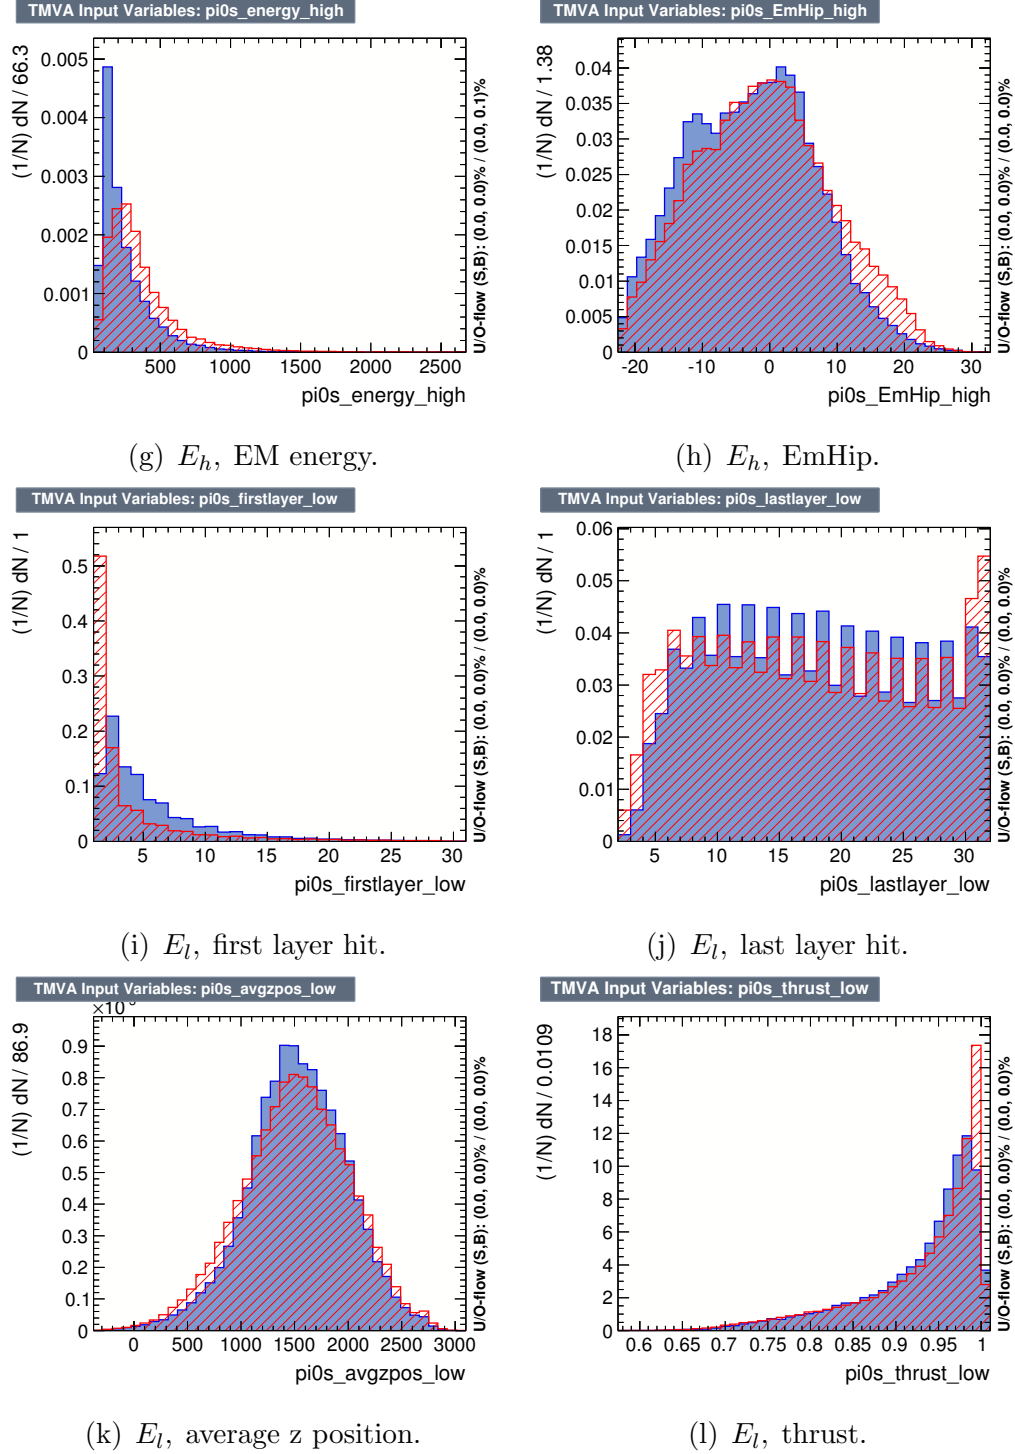 TMVA Input Variables: pi0s_energy_high
(1/N) dN / 66.3
0.005
0.004
0.003
0.002
0.001
0
500 1000 1500 2000 2500
pi0s_energy_high
U/O-flow (S,B): (0.0, 0.0)% / (0.0, 0.1)%
(g) E_h, EM energy.
TMVA Input Variables: pi0s_EmHip_high
(1/N) dN / 1.38
0.04
0.035
0.03
0.025
0.02
0.015
0.01
0.005
0
-20 -10 0 10 20 30
pi0s_EmHip_high
U/O-flow (S,B): (0.0, 0.0)% / (0.0, 0.0)%
(h) E_h, EmHip.
TMVA Input Variables: pi0s_firstlayer_low
(1/N) dN / 1
0.5
0.4
0.3
0.2
0.1
0
5 10 15 20 25 30
pi0s_firstlayer_low
U/O-flow (S,B): (0.0, 0.0)% / (0.0, 0.0)%
(i) E_l, first layer hit.
TMVA Input Variables: pi0s_lastlayer_low
(1/N) dN / 1
0.06
0.05
0.04
0.03
0.02
0.01
0
5 10 15 20 25 30
pi0s_lastlayer_low
U/O-flow (S,B): (0.0, 0.0)% / (0.0, 0.0)%
(j) E_l, last layer hit.
TMVA Input Variables: pi0s_avgzpos_low
(1/N) dN / 86.9
0.9
0.8
0.7
0.6
0.5
0.4
0.3
0.2
0.1
0
0 500 1000 1500 2000 2500 3000
pi0s_avgzpos_low
U/O-flow (S,B): (0.0, 0.0)% / (0.0, 0.0)%
(k) E_l, average z position.
TMVA Input Variables: pi0s_thrust_low
(1/N) dN / 0.0109
18
16
14
12
10
8
6
4
2
0
0.6 0.65 0.7 0.75 0.8 0.85 0.9 0.95 1
pi0s_thrust_low
U/O-flow (S,B): (0.0, 0.0)% / (0.0, 0.0)%
(l) E_l, thrust.